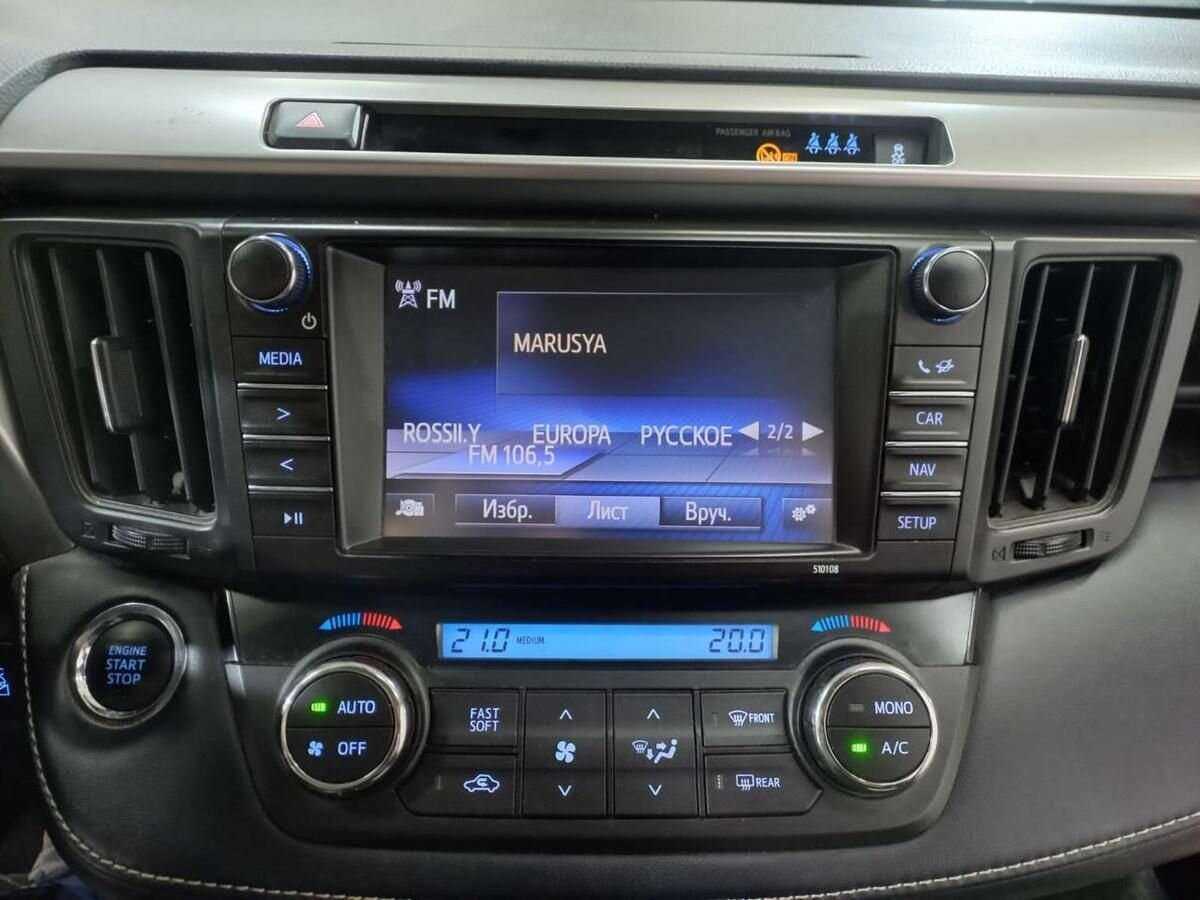 PASSENGER AIRBAG
FM
MARUSYA
ROSSII.Y EUROPA РУССКОЕ 2/2
FM 106,5
Избр. Лист Вруч.
MEDIA
>
<
CAR
NAV
SETUP
510108
ENGINE
START
STOP
21.0 MEDIUM 20.0
AUTO
OFF
FAST
SOFT
FRONT
REAR
MONO
A/C